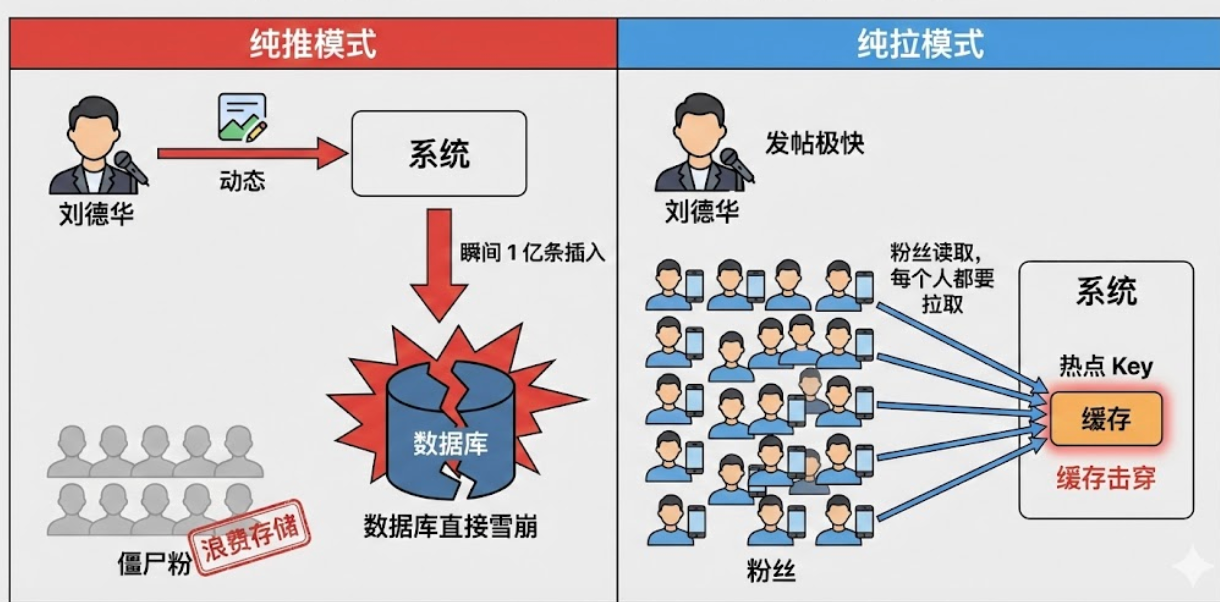 纯推模式
刘德华
动态
系统
瞬间 1 亿条插入
数据库
数据库直接雪崩
僵尸粉
浪费存储
纯拉模式
刘德华
发帖极快
粉丝读取，
每个人都要
拉取
粉丝
系统
热点 Key
缓存
缓存击穿